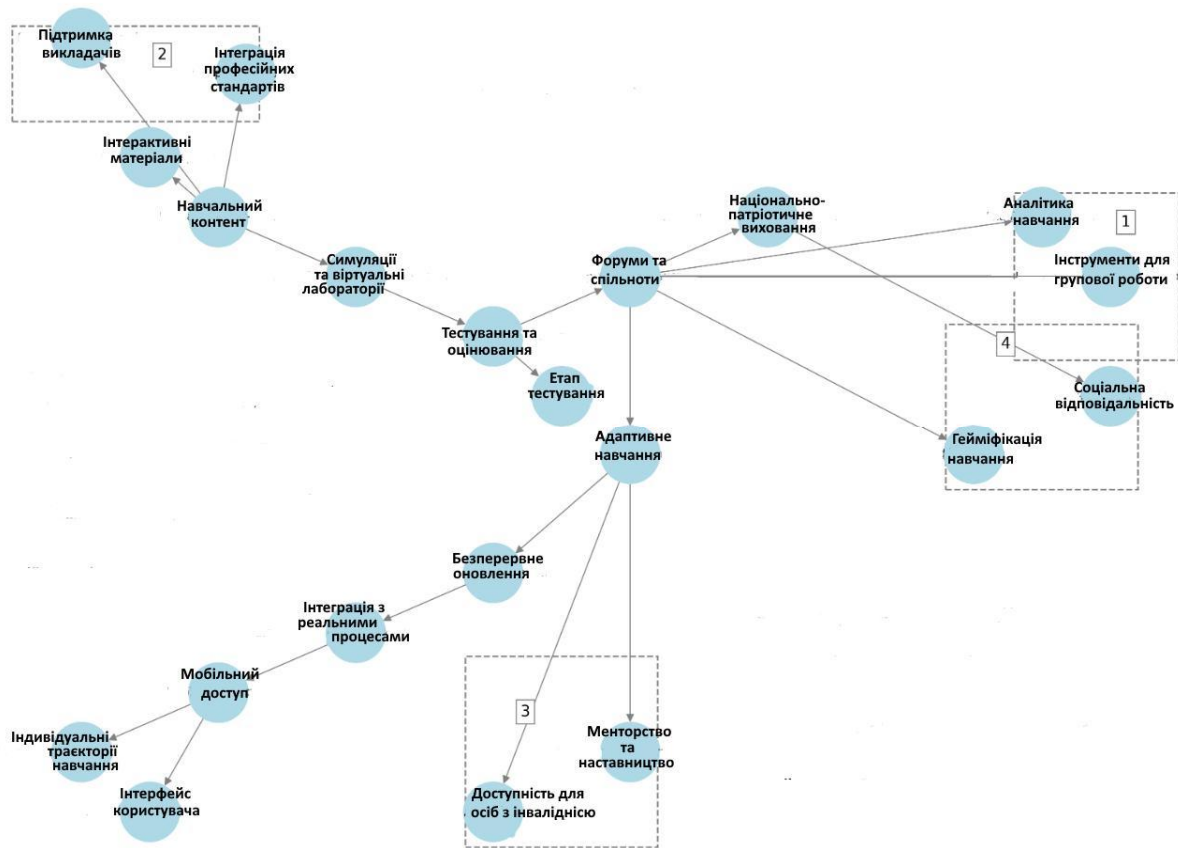 Підтримка
викладачів
2
Інтеграція
професійних
стандартів
Інтерактивні
матеріали
Навчальний
контент
Симуляції
та віртуальні
лабораторії
Тестування та
оцінювання
Етап
тестування
Форуми та
спільноти
Національно-
патріотичне
виховання
Аналітика
навчання
1
Інструменти для
групової роботи
4
Соціальна
відповідальність
Гейміфікація
навчання
Адаптивне
навчання
Безперервне
оновлення
Інтеграція з
реальними
процесами
Мобільний
доступ
Індивідуальні
траєкторії
навчання
Інтерфейс
користувача
3
Менторство
та
наставництво
Доступність для
осіб з інваліднісю